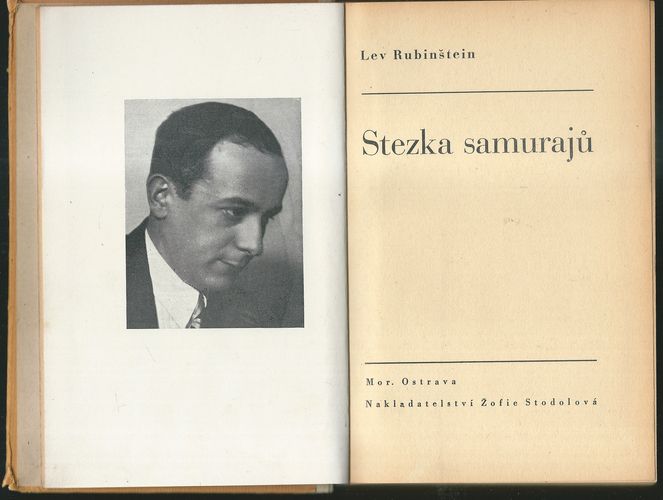 Lev Rubinštein
Stezka samurajů
Mor. Ostrava
Nakladatelství Žofie Stodolová